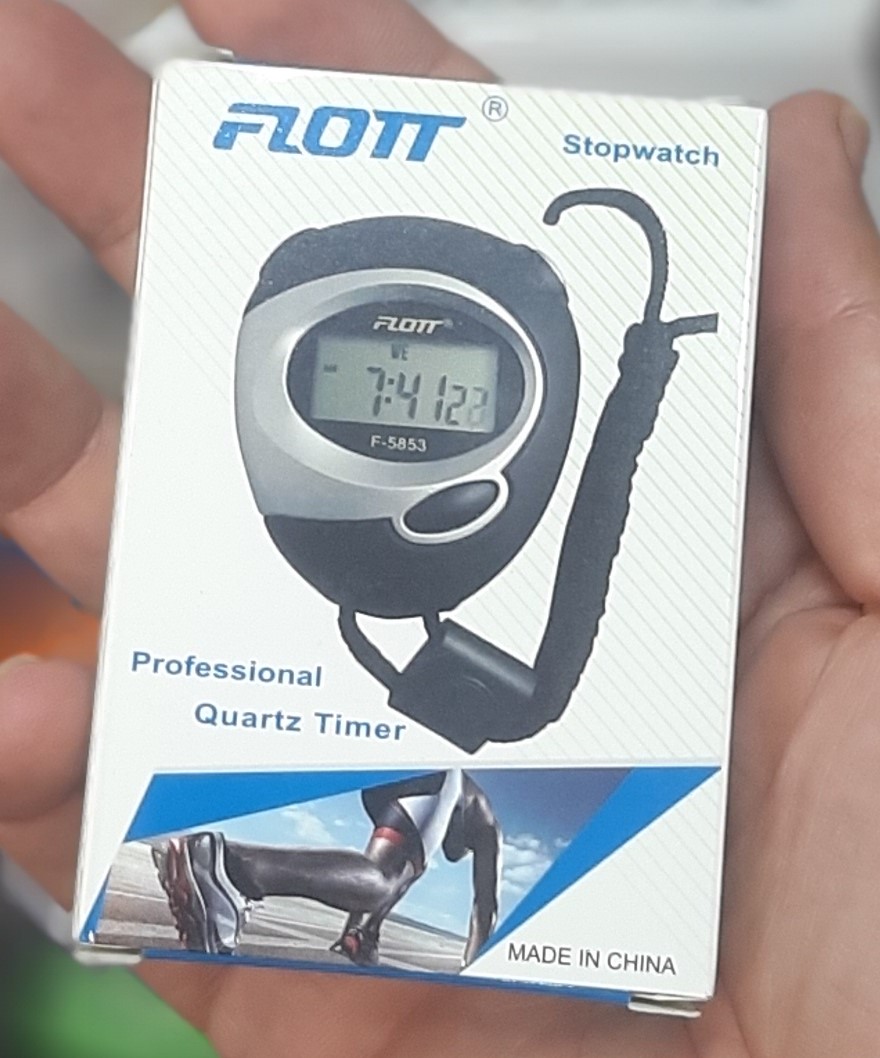 FLOTT ®
Stopwatch
FLOTT
WE
7:41 22
F-5853
Professional
Quartz Timer
MADE IN CHINA